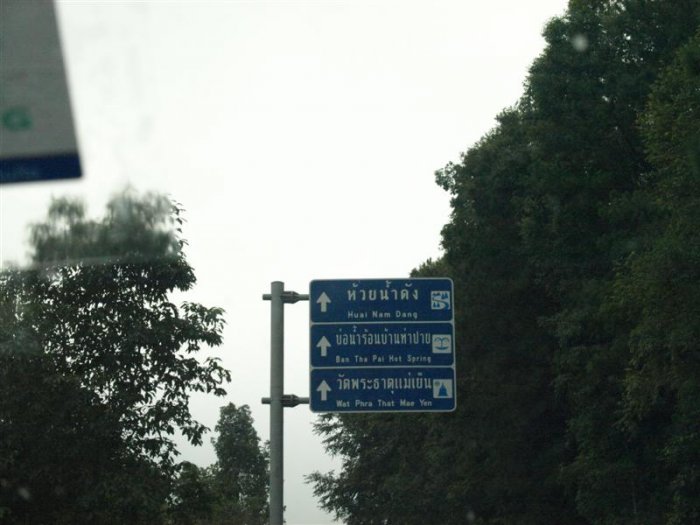 ห้วยน้ำดัง
Huai Nam Dang
บ่อน้ำร้อนบ้านท่าปาย
Ban Tha Pai Hot Spring
วัดพระธาตุแม่เย็น
Wat Phra That Mae Yen
G